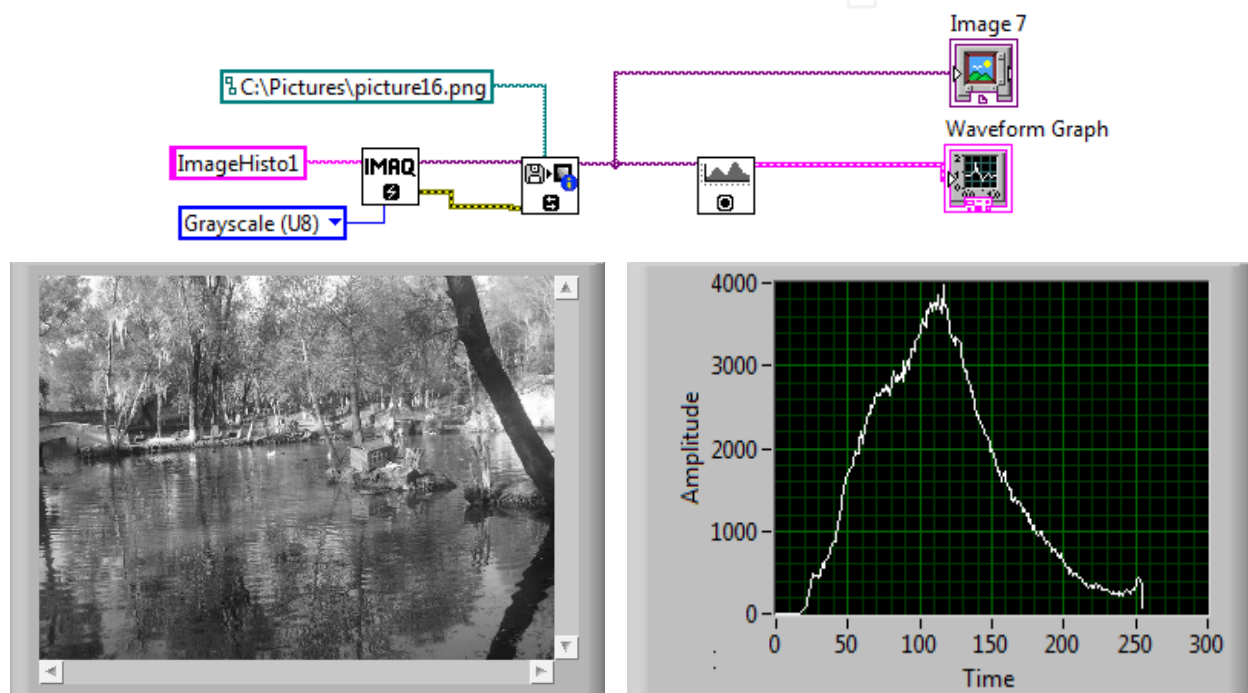 Image 7
C:\Pictures\picture16.png
Waveform Graph
ImageHisto1
IMAQ
Grayscale (U8)
4000
3000
2000
1000
0
Amplitude
0 50 100 150 200 250 300
Time